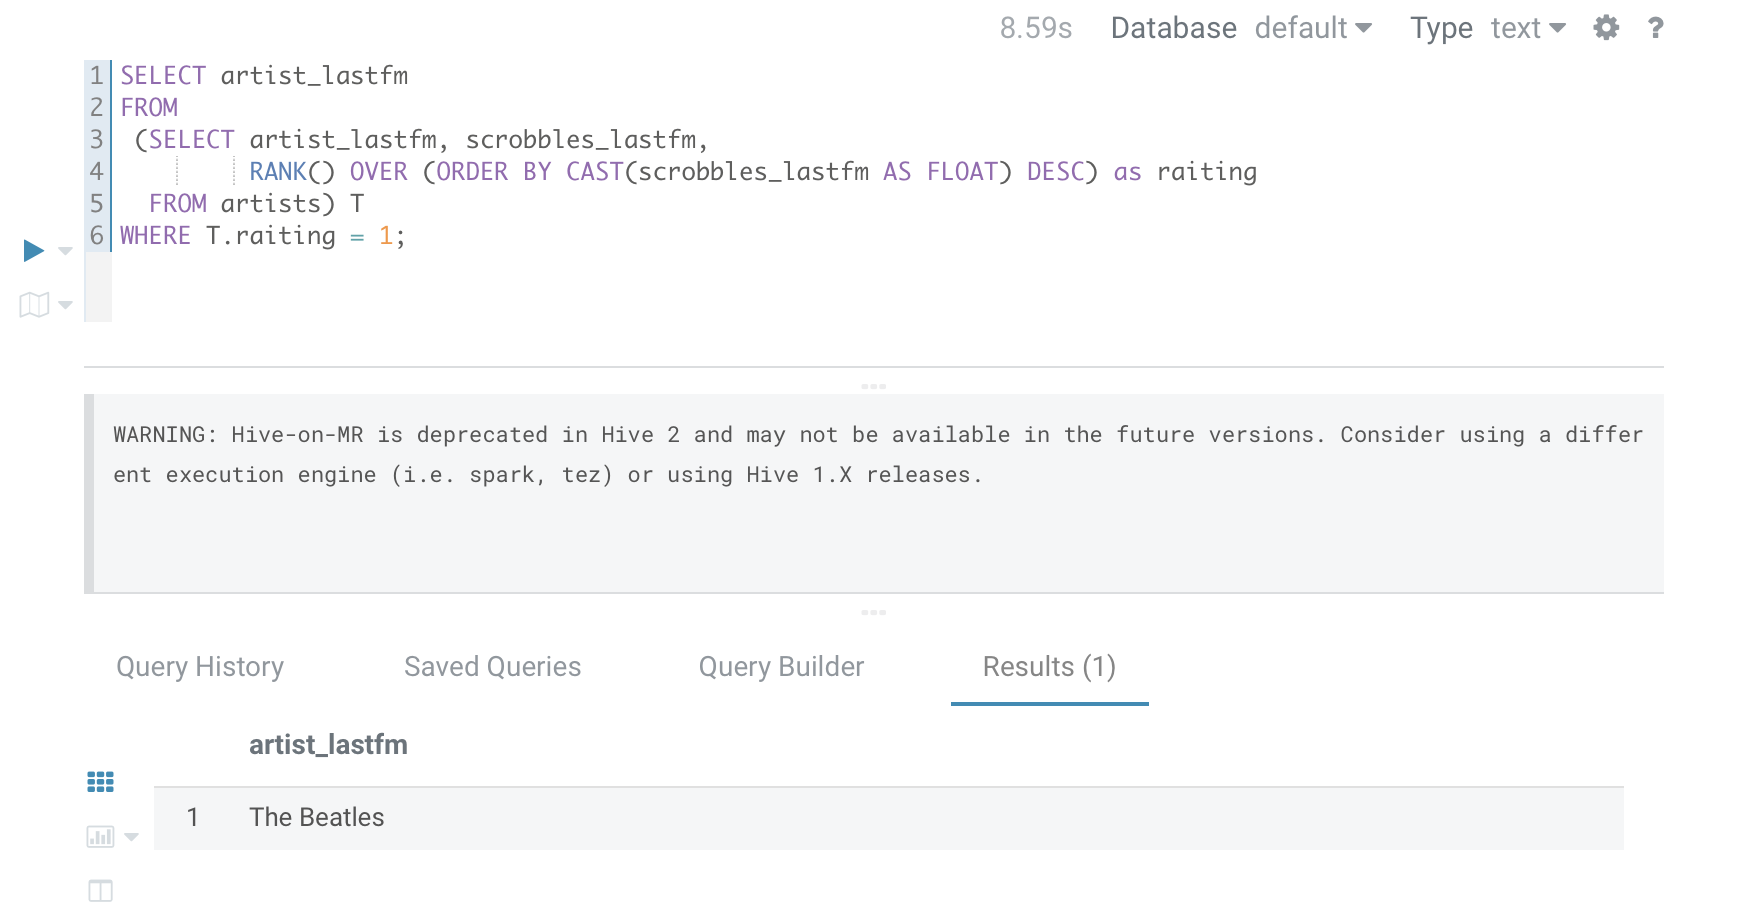 8.59s Database default Type text ?
1 SELECT artist_lastfm
2 FROM
3 (SELECT artist_lastfm, scrobbles_lastfm,
4 RANK() OVER (ORDER BY CAST(scrobbles_lastfm AS FLOAT) DESC) as raiting
5 FROM artists) T
6 WHERE T.raiting = 1;
WARNING: Hive-on-MR is deprecated in Hive 2 and may not be available in the future versions. Consider using a differ
ent execution engine (i.e. spark, tez) or using Hive 1.X releases.
Query History Saved Queries Query Builder Results (1)
artist_lastfm
1 The Beatles